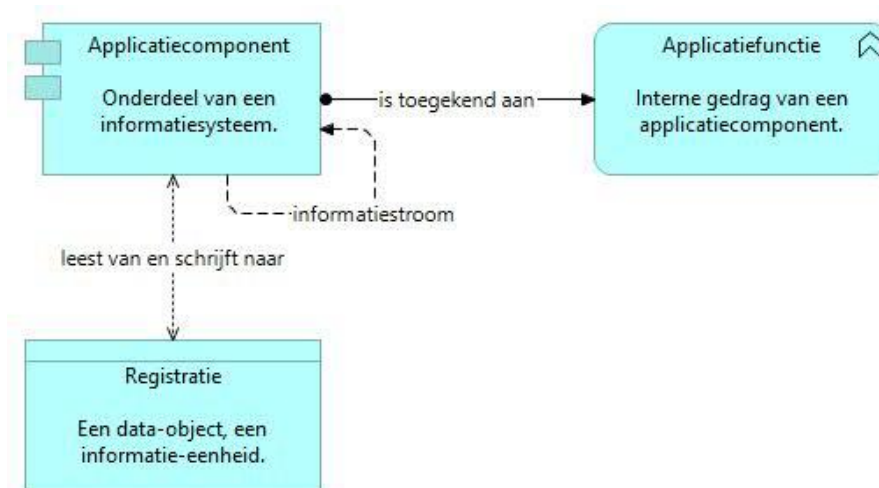 Applicatiecomponent
Onderdeel van een
informatiesysteem.
is toegekend aan
Applicatiefunctie
Interne gedrag van een
applicatiecomponent.
informatiestroom
leest van en schrijft naar
Registratie
Een data-object, een
informatie-eenheid.